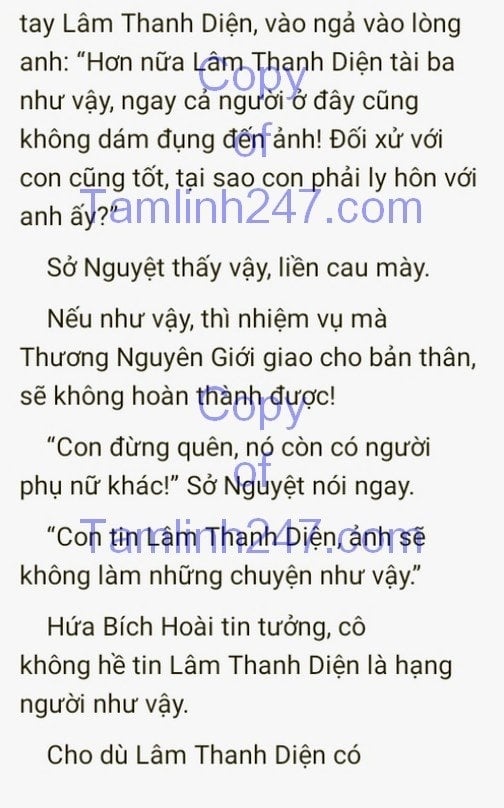 tay Lâm Thanh Diện, vào ngả vào lòng
anh: “Hơn nữa Lâm Thanh Diện tài ba
như vậy, ngay cả người ở đây cũng
không dám đụng đến ảnh! Đối xử với
con cũng tốt, tại sao con phải ly hôn với
anh ấy?”
Sở Nguyệt thấy vậy, liền cau mày.
Nếu như vậy, thì nhiệm vụ mà
Thương Nguyên Giới giao cho bản thân,
sẽ không hoàn thành được!
“Con đừng quên, nó còn có người
phụ nữ khác!” Sở Nguyệt nói ngay.
“Con tin Lâm Thanh Diện, ảnh sẽ
không làm những chuyện như vậy.”
Hứa Bích Hoài tin tưởng, cô
không hề tin Lâm Thanh Diện là hạng
người như vậy.
Cho dù Lâm Thanh Diện có
Copy
of
Tamlinh247.com
Copy
of
Tamlinh247.com